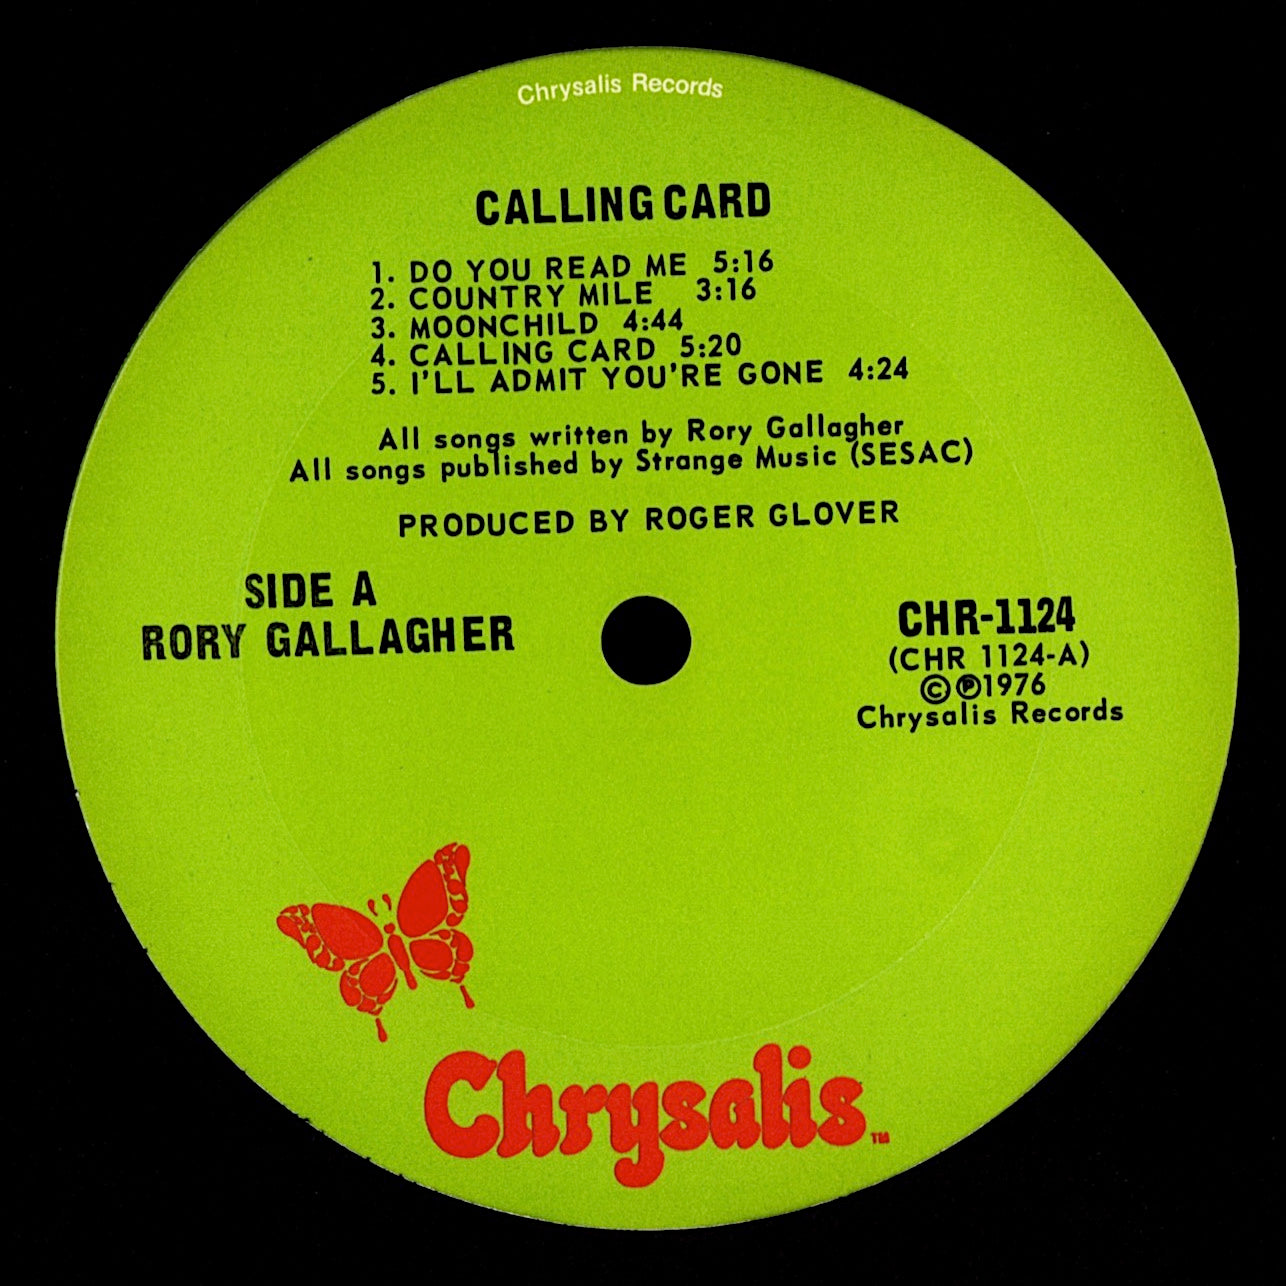 Chrysalis Records
CALLING CARD
1. DO YOU READ ME 5:16
2. COUNTRY MILE 3:16
3. MOONCHILD 4:44
4. CALLING CARD 5:20
5. I'LL ADMIT YOU'RE GONE 4:24
All songs written by Rory Gallagher
All songs published by Strange Music (SESAC)
PRODUCED BY ROGER GLOVER
SIDE A
RORY GALLAGHER
CHR-1124
(CHR 1124-A)
©℗1976
Chrysalis Records
Chrysalis™